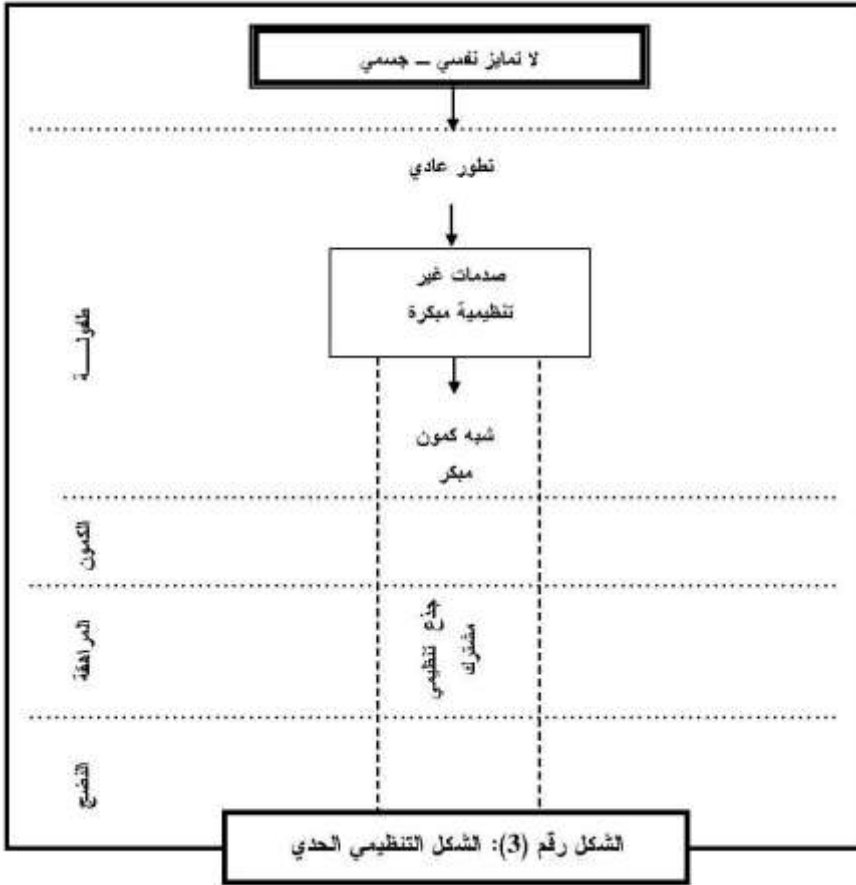 لا تمايز نفسي – جسمي
تطور عادي
صدمات غير
تنظيمية مبكرة
طفولـــــة
شبه كمون
مبكر
الكمون
جذع تنظيمي
مشترك
المراهقة
النضج
الشكل رقم (3): الشكل التنظيمي الحدي